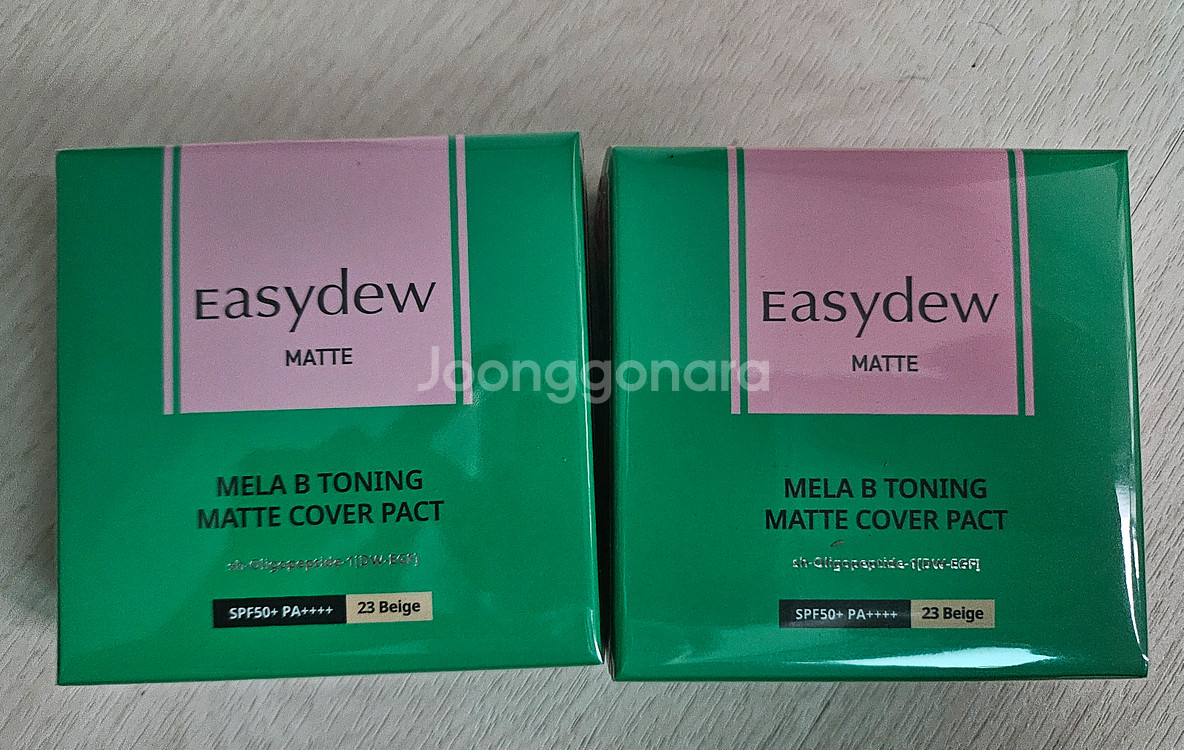 Easydew
MATTE
MELA B TONING
MATTE COVER PACT
sh-Oligopeptide-1[DW-EGF]
SPF50+ PA++++ 23 Beige
Easydew
MATTE
MELA B TONING
MATTE COVER PACT
sh-Oligopeptide-1[DW-EGF]
SPF50+ PA++++ 23 Beige
Joonggonara